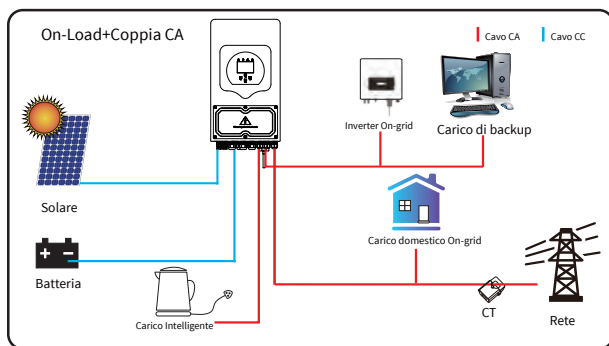 On-Load+Coppia CA
Cavo CA
Cavo CC
Inverter On-grid
Carico di backup
Solare
Carico domestico On-grid
Batteria
Carico Intelligente
CT
Rete